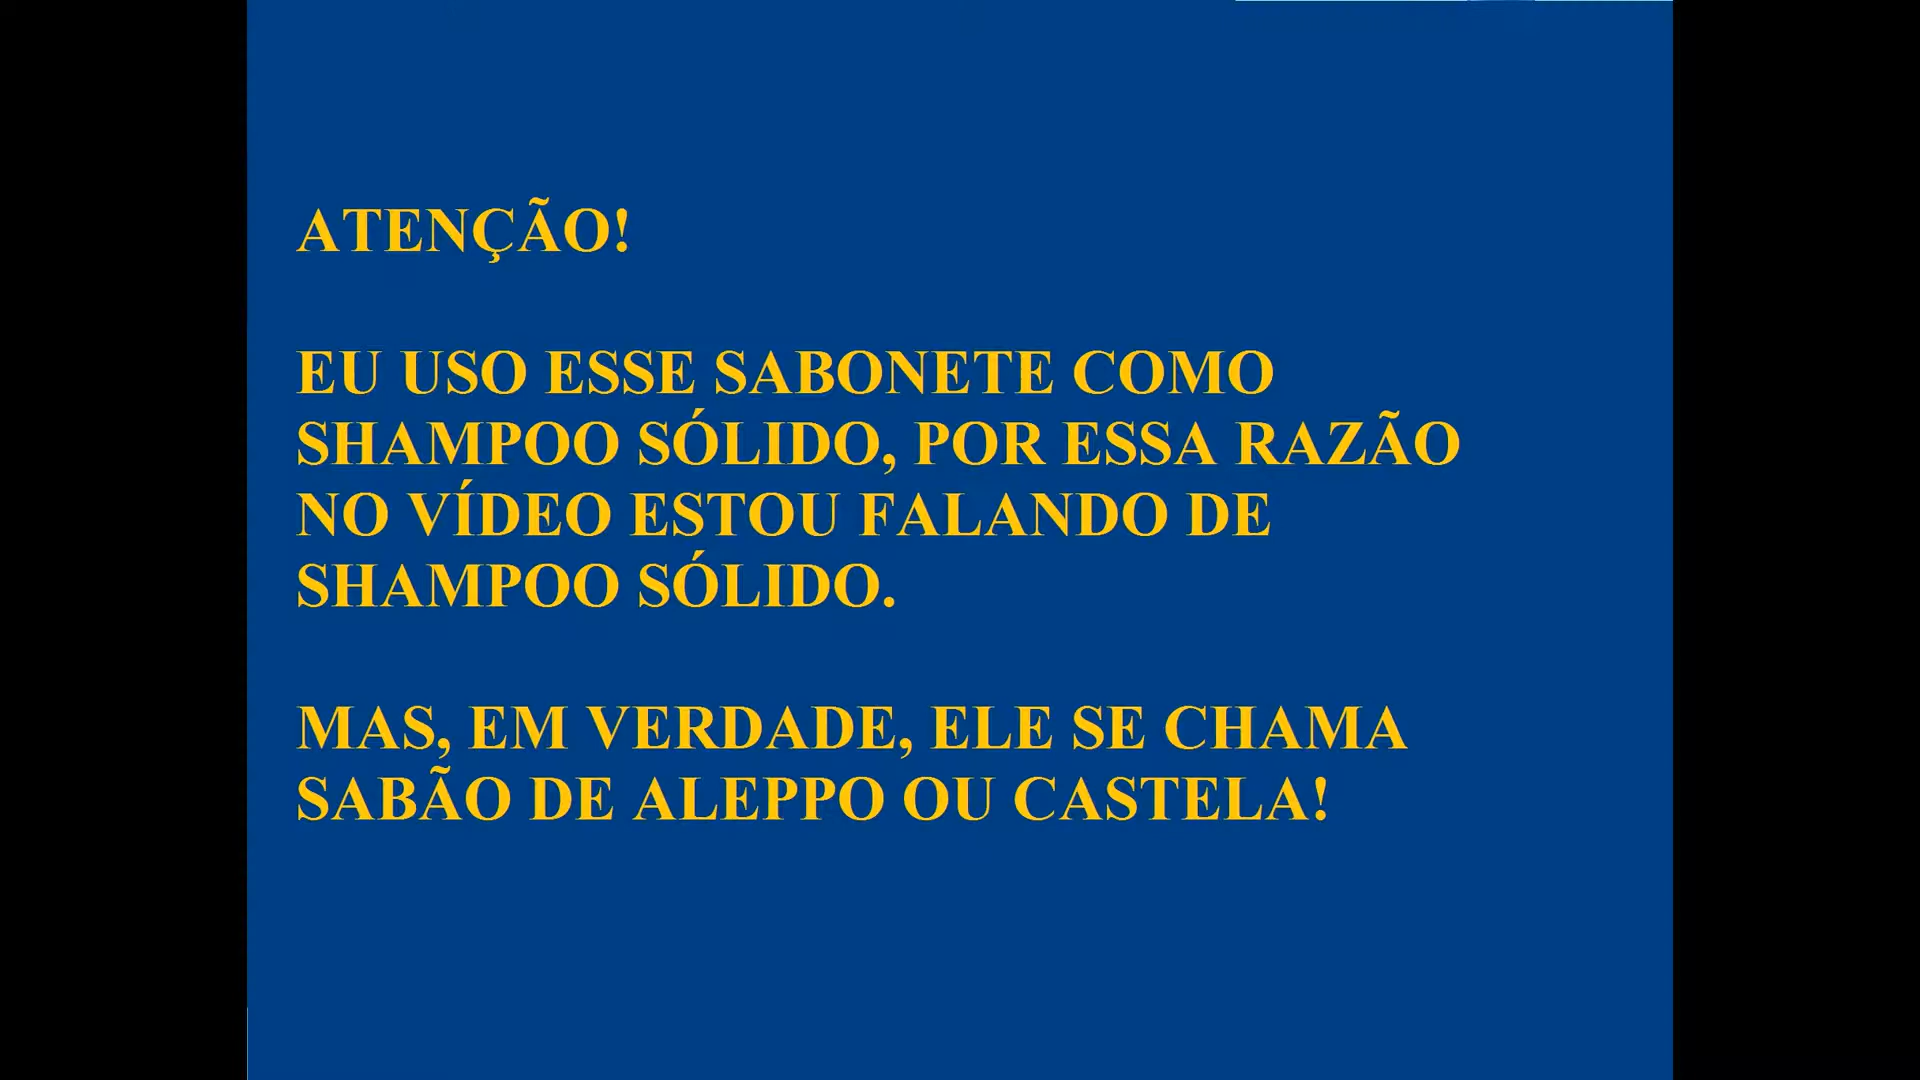 ATENÇÃO!
EU USO ESSE SABONETE COMO
SHAMPOO SÓLIDO, POR ESSA RAZÃO
NO VÍDEO ESTOU FALANDO DE
SHAMPOO SÓLIDO.
MAS, EM VERDADE, ELE SE CHAMA
SABÃO DE ALEPPO OU CASTELA!